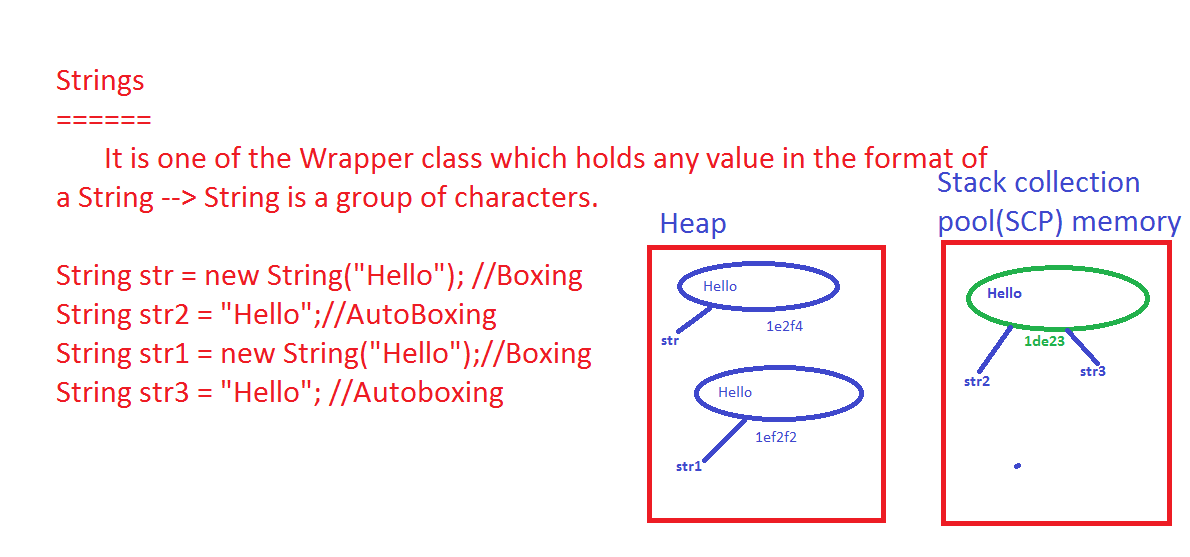 Strings
======
It is one of the Wrapper class which holds any value in the format of
a String --> String is a group of characters.
String str = new String("Hello"); //Boxing
String str2 = "Hello";//AutoBoxing
String str1 = new String("Hello");//Boxing
String str3 = "Hello"; //Autoboxing
Heap
Hello
1e2f4
str
Hello
1ef2f2
str1
Stack collection
pool(SCP) memory
Hello
1de23
str2
str3